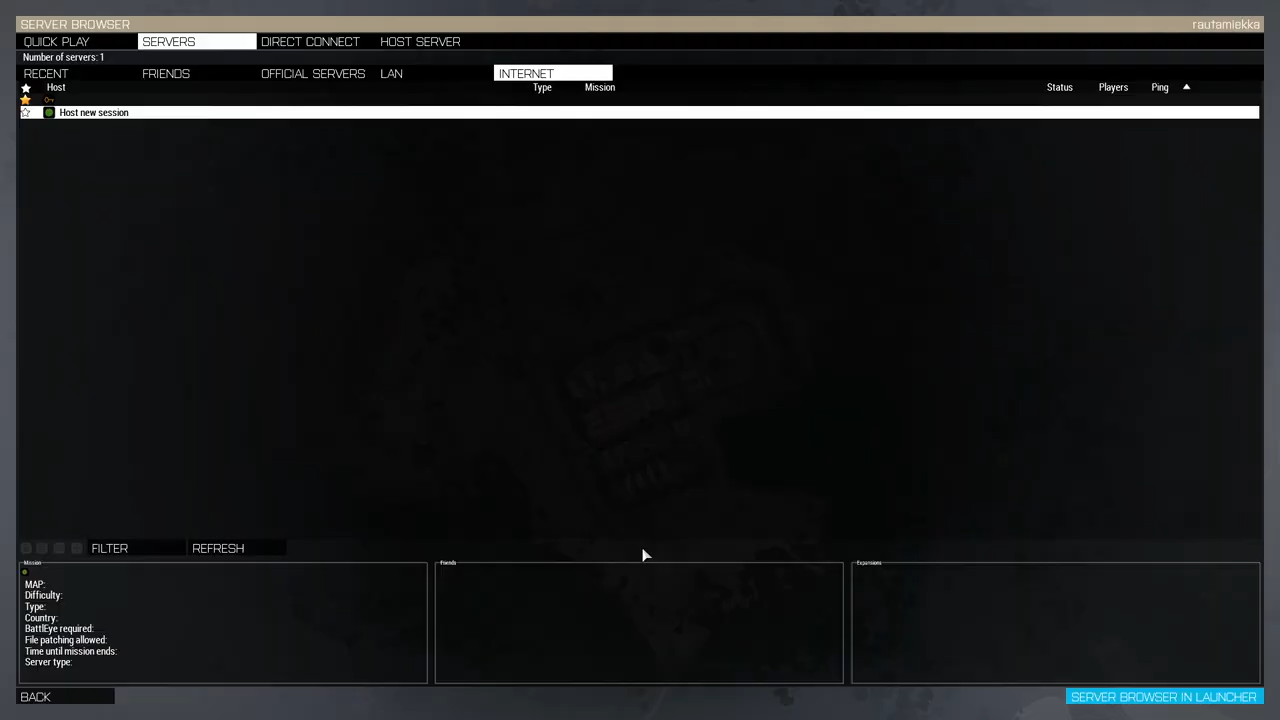 SERVER BROWSER rautamiekka
QUICK PLAY SERVERS DIRECT CONNECT HOST SERVER
Number of servers: 1
RECENT FRIENDS OFFICIAL SERVERS LAN INTERNET
Host Type Mission Status Players Ping
Host new session
FILTER REFRESH
Mission Friends Expansions
MAP:
Difficulty:
Type:
Country:
BattlEye required:
File patching allowed:
Time until mission ends:
Server type:
BACK SERVER BROWSER IN LAUNCHER